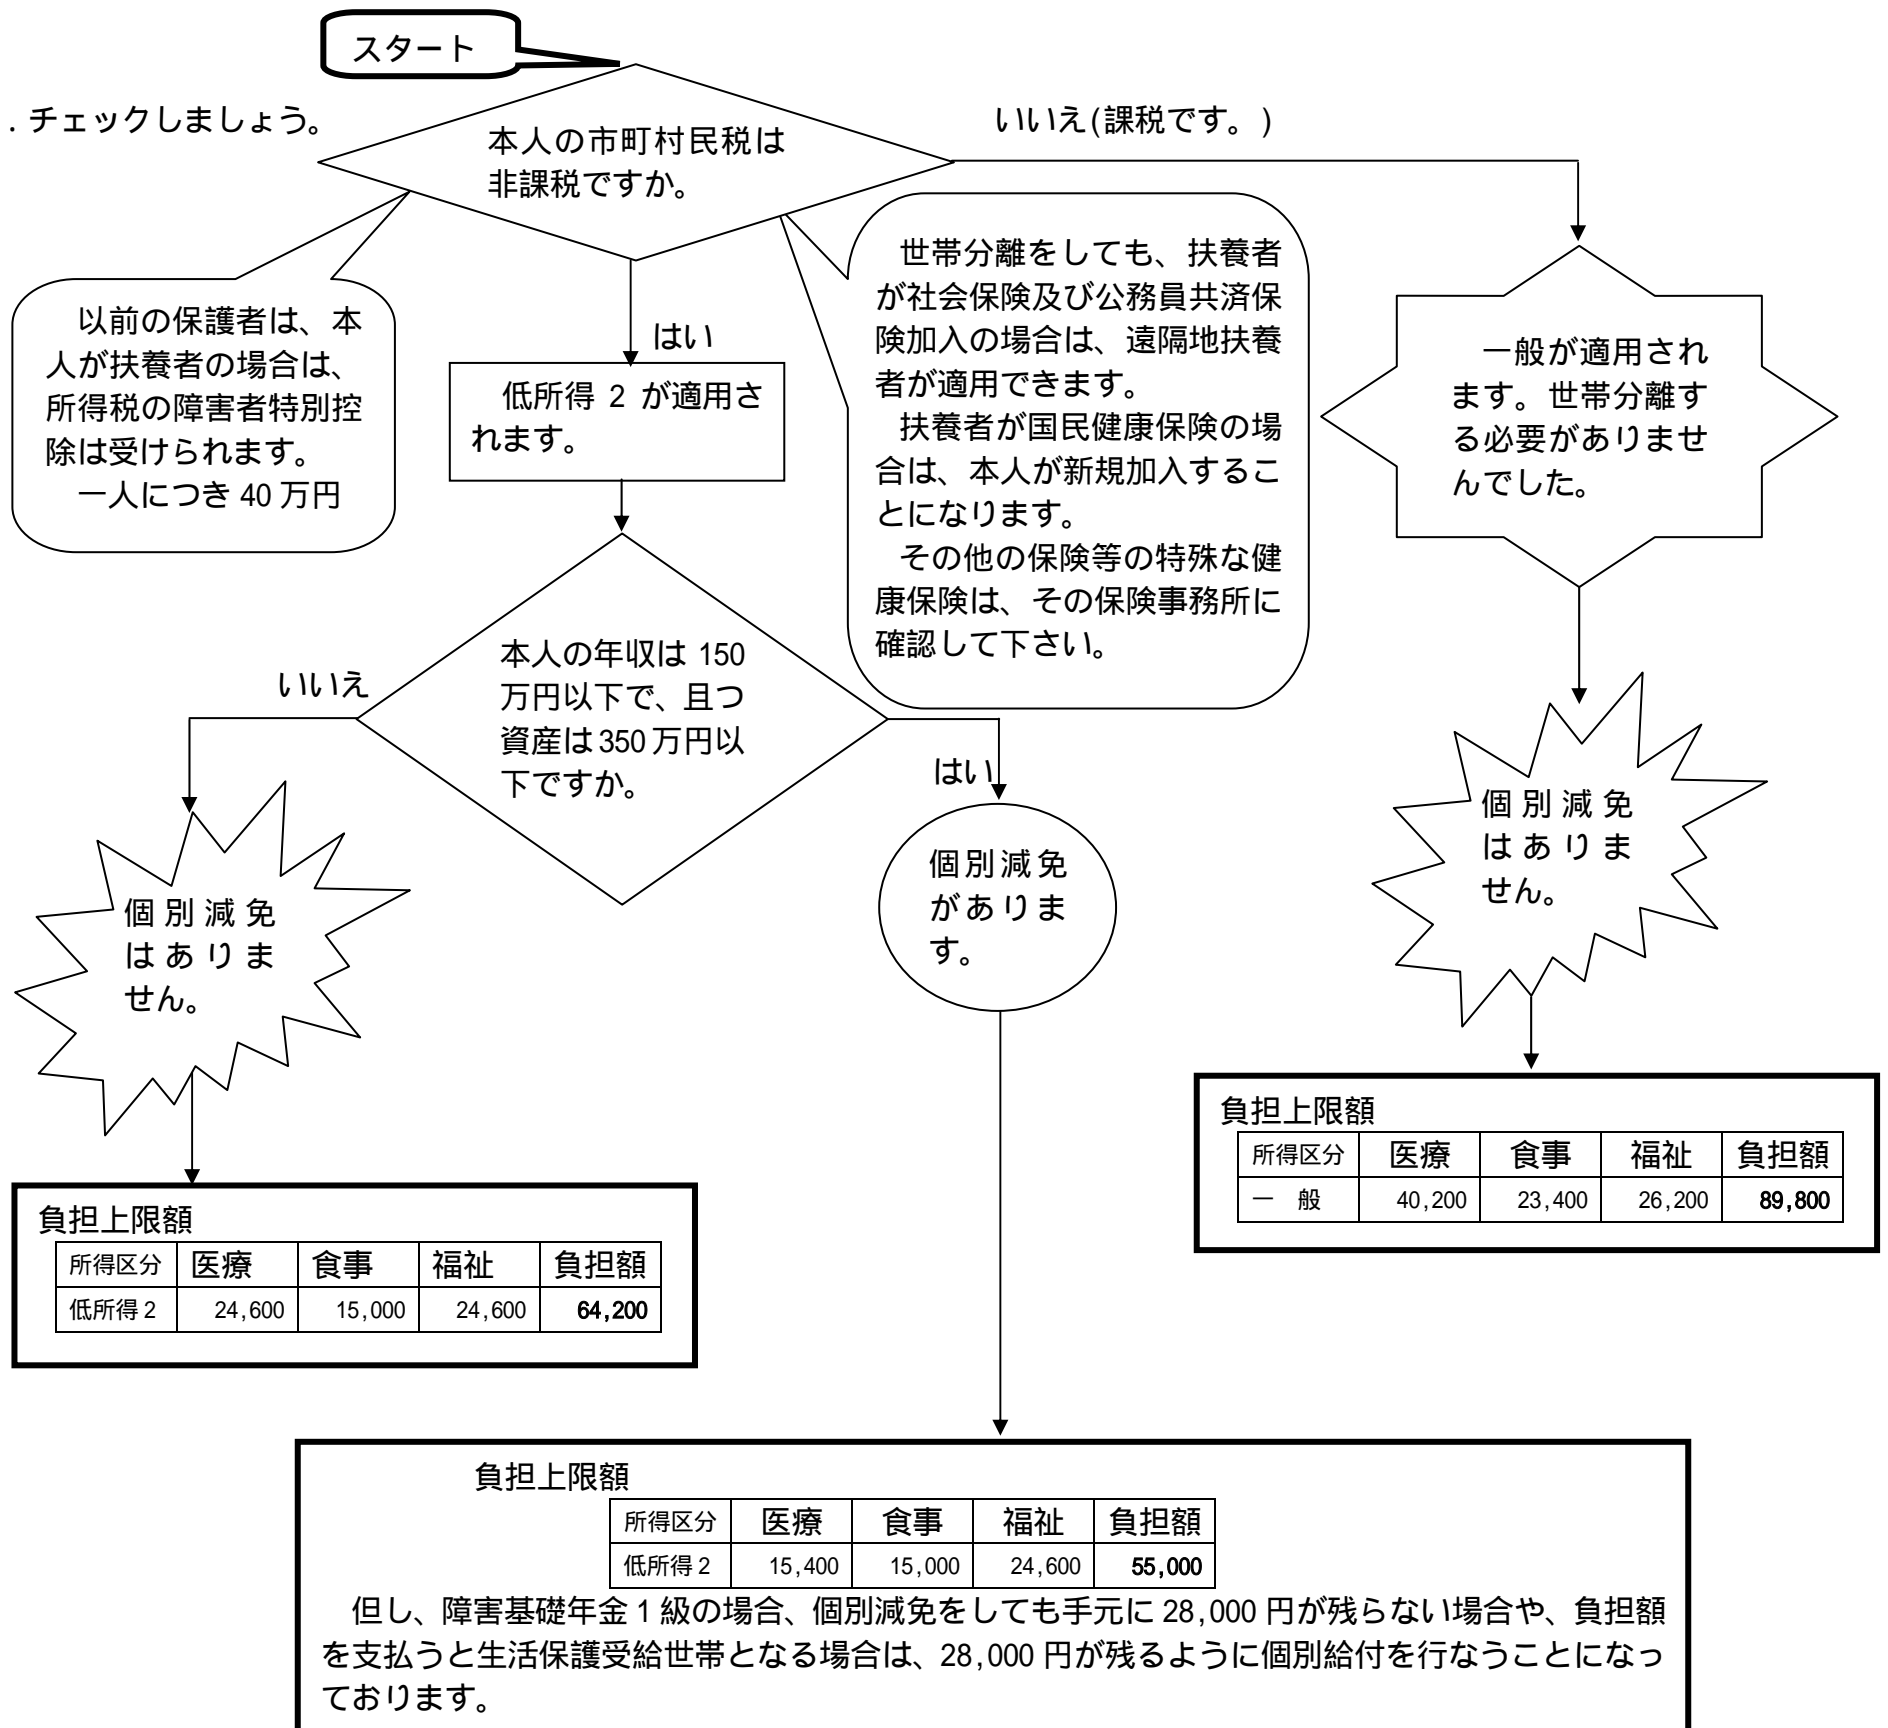 スタート
．チェックしましょう。
本人の市町村民税は
非課税ですか。
いいえ(課税です。)
以前の保護者は、本
人が扶養者の場合は、
所得税の障害者特別控
除は受けられます。
一人につき 40 万円
はい
低所得 2 が適用さ
れます。
世帯分離をしても、扶養者
が社会保険及び公務員共済保
険加入の場合は、遠隔地扶養
者が適用できます。
扶養者が国民健康保険の場
合は、本人が新規加入するこ
とになります。
その他の保険等の特殊な健
康保険は、その保険事務所に
確認して下さい。
一般が適用され
ます。世帯分離す
る必要がありませ
んでした。
本人の年収は 150
万円以下で、且つ
資産は 350 万円以
下ですか。
いいえ
はい
個別減免
はありま
せん。
個別減免
がありま
す。
個別減免
はありま
せん。
負担上限額
所得区分 医療 食事 福祉 負担額
一　般 40,200 23,400 26,200 89,800
負担上限額
所得区分 医療 食事 福祉 負担額
低所得 2 24,600 15,000 24,600 64,200
負担上限額
所得区分 医療 食事 福祉 負担額
低所得 2 15,400 15,000 24,600 55,000
但し、障害基礎年金 1 級の場合、個別減免をしても手元に 28,000 円が残らない場合や、負担額
を支払うと生活保護受給世帯となる場合は、28,000 円が残るように個別給付を行なうことになっ
ております。